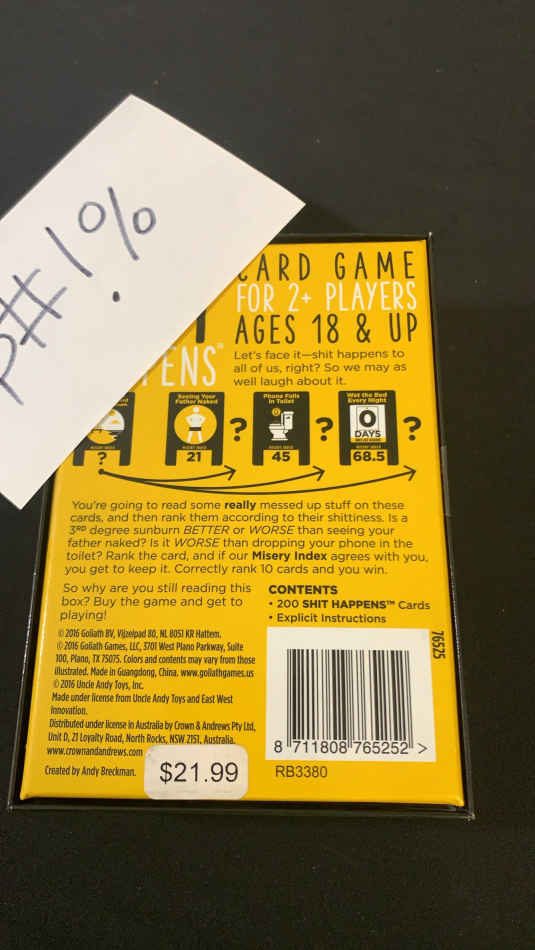 P#!%
CARD GAME
FOR 2+ PLAYERS
AGES 18 & UP
PENS™
Let's face it—shit happens to
all of us, right? So we may as
well laugh about it.
Seeing Your
Father Naked
Phone Falls
in Toilet
Wet the Bed
Every Night
0
DAYS
? ? ?
MISERY INDEX
MISERY INDEX
MISERY INDEX
MISERY INDEX
?
21
45
68.5
You're going to read some really messed up stuff on these
cards, and then rank them according to their shittiness. Is a
3RD degree sunburn BETTER or WORSE than seeing your
father naked? Is it WORSE than dropping your phone in the
toilet? Rank the card, and if our Misery Index agrees with you,
you get to keep it. Correctly rank 10 cards and you win.
So why are you still reading this
box? Buy the game and get to
playing!
CONTENTS
• 200 SHIT HAPPENS™ Cards
• Explicit Instructions
© 2016 Goliath BV, Vijzelpad 80, NL 8051 KR Hattem.
© 2016 Goliath Games, LLC, 3701 West Plano Parkway, Suite
100, Plano, TX 75075. Colors and contents may vary from those
illustrated. Made in Guangdong, China, www.goliathgames.us
© 2016 Uncle Andy Toys, Inc.
Made under license from Uncle Andy Toys and East West
Innovation.
Distributed under license in Australia by Crown & Andrews Pty Ltd,
Unit D, 21 Loyalty Road, North Rocks, NSW 2151, Australia.
www.crownandandrews.com
Created by Andy Breckman.
$21.99
76525
8 711808 765252 >
RB3380